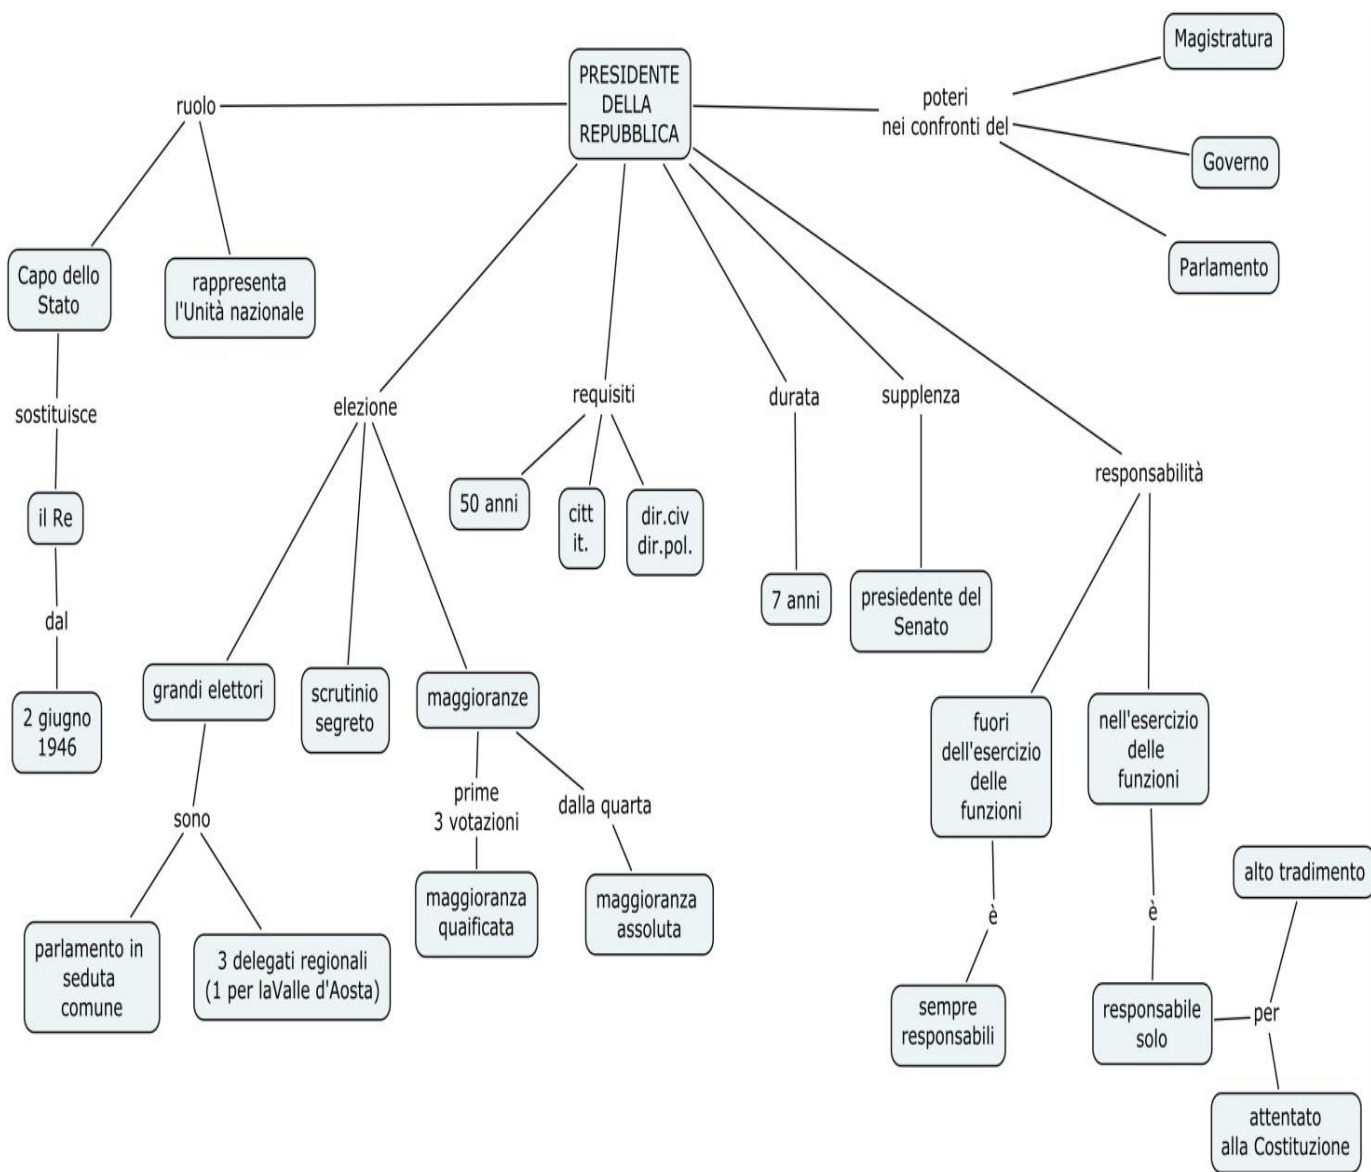 PRESIDENTE
DELLA
REPUBBLICA
ruolo
Capo dello
Stato
rappresenta
l'Unità nazionale
sostituisce
il Re
dal
2 giugno
1946
poteri
nei confronti del
Magistratura
Governo
Parlamento
elezione
grandi elettori
scrutinio
segreto
maggioranze
sono
parlamento in
seduta
comune
3 delegati regionali
(1 per laValle d'Aosta)
prime
3 votazioni
maggioranza
quaificata
dalla quarta
maggioranza
assoluta
requisiti
50 anni
citt
it.
dir.civ
dir.pol.
durata
7 anni
supplenza
presiedente del
Senato
responsabilità
fuori
dell'esercizio
delle
funzioni
è
sempre
responsabili
nell'esercizio
delle
funzioni
è
responsabile
solo
per
alto tradimento
attentato
alla Costituzione